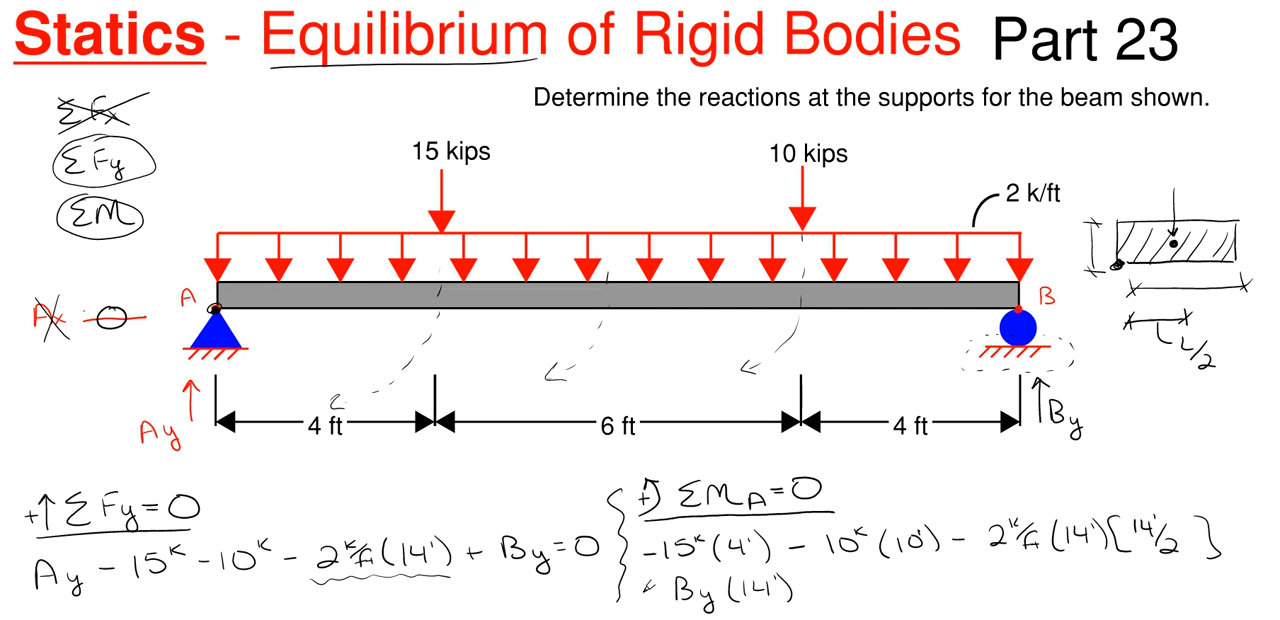 Statics - Equilibrium of Rigid Bodies Part 23
Determine the reactions at the supports for the beam shown.
ΣFx
ΣFy
ΣM
15 kips
10 kips
2 k/ft
A
B
Ax
L/2
Ay
By
4 ft
6 ft
4 ft
+↑ΣFy=0
Ay - 15ᴷ - 10ᴷ - 2ᴷ/ft (14') + By = 0
+) ΣM_A = 0
-15ᴷ(4') - 10ᴷ(10') - 2ᴷ/ft (14')[14'/2]
+ By (14')